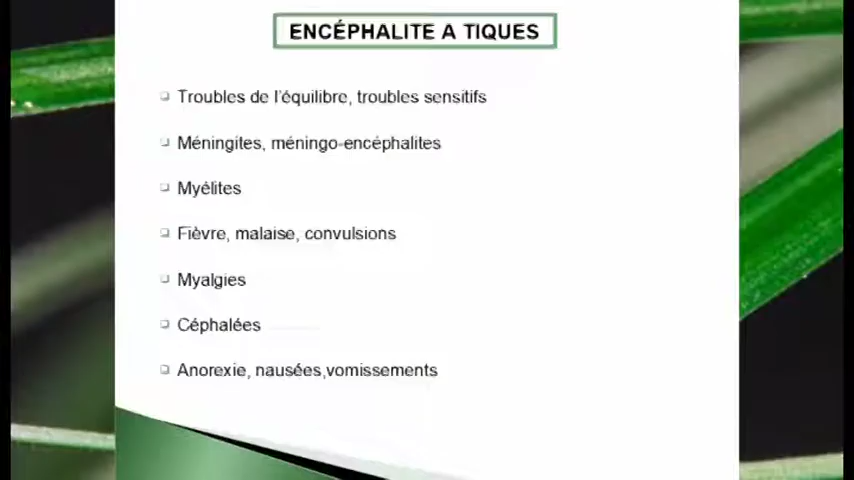 ENCÉPHALITE A TIQUES
Troubles de l'équilibre, troubles sensitifs
Méningites, méningo-encéphalites
Myélites
Fièvre, malaise, convulsions
Myalgies
Céphalées
Anorexie, nausées,vomissements